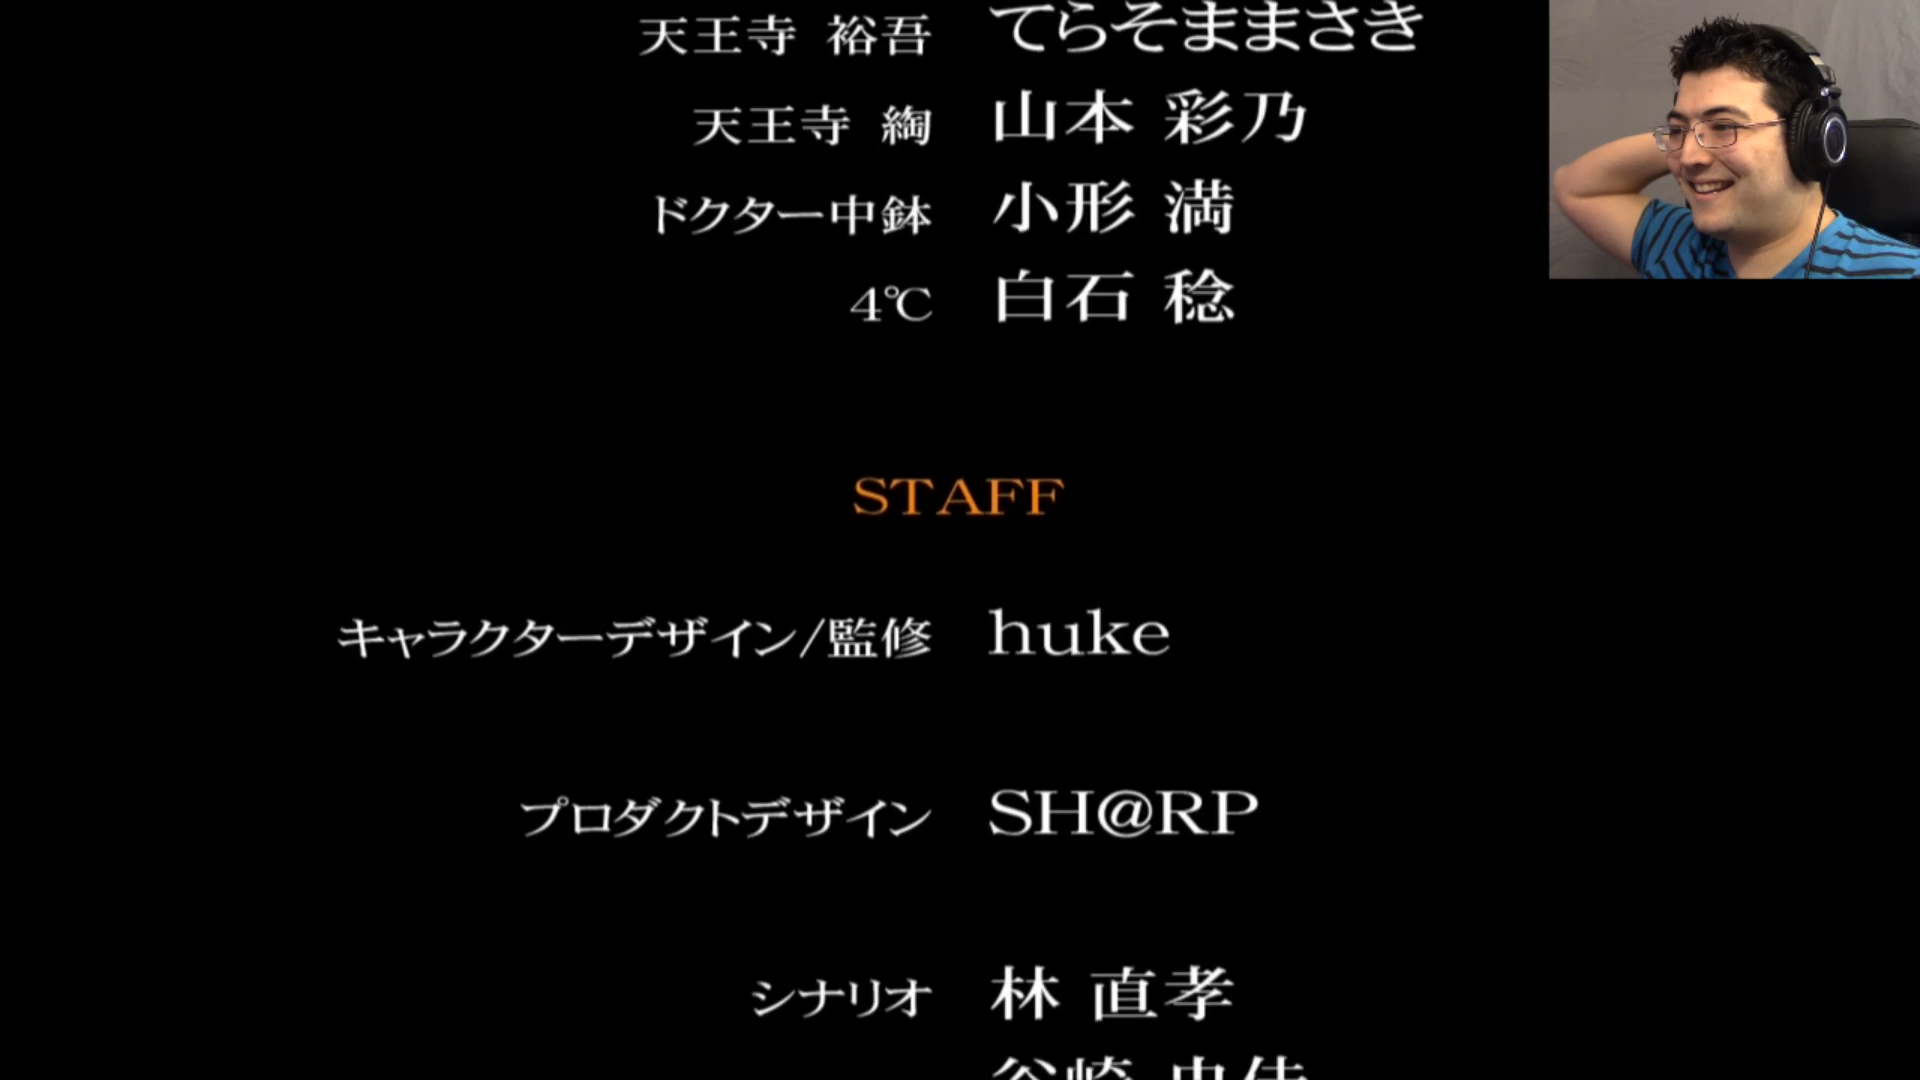 天王寺 裕吾 てらそままさき
天王寺 綯 山本 彩乃
ドクター中鉢 小形 満
4℃ 白石 稔
STAFF
キャラクターデザイン/監修 huke
プロダクトデザイン SH@RP
シナリオ 林 直孝